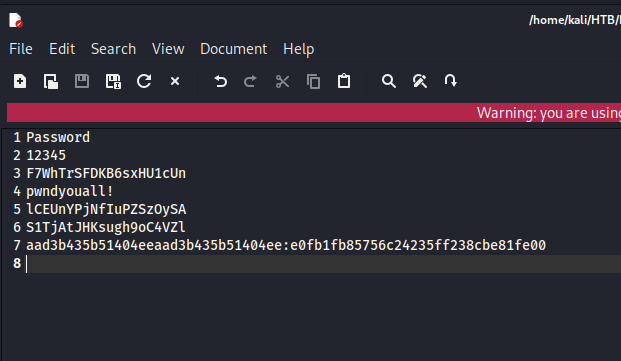 /home/kali/HTB/
File Edit Search View Document Help
Warning: you are using
1 Password
2 12345
3 F7WhTrSFDKB6sxHU1cUn
4 pwndyouall!
5 lCEUnYPjNfIuPZSzOySA
6 S1TjAtJHKsugh9oC4VZl
7 aad3b435b51404eeaad3b435b51404ee:e0fb1fb85756c24235ff238cbe81fe00
8